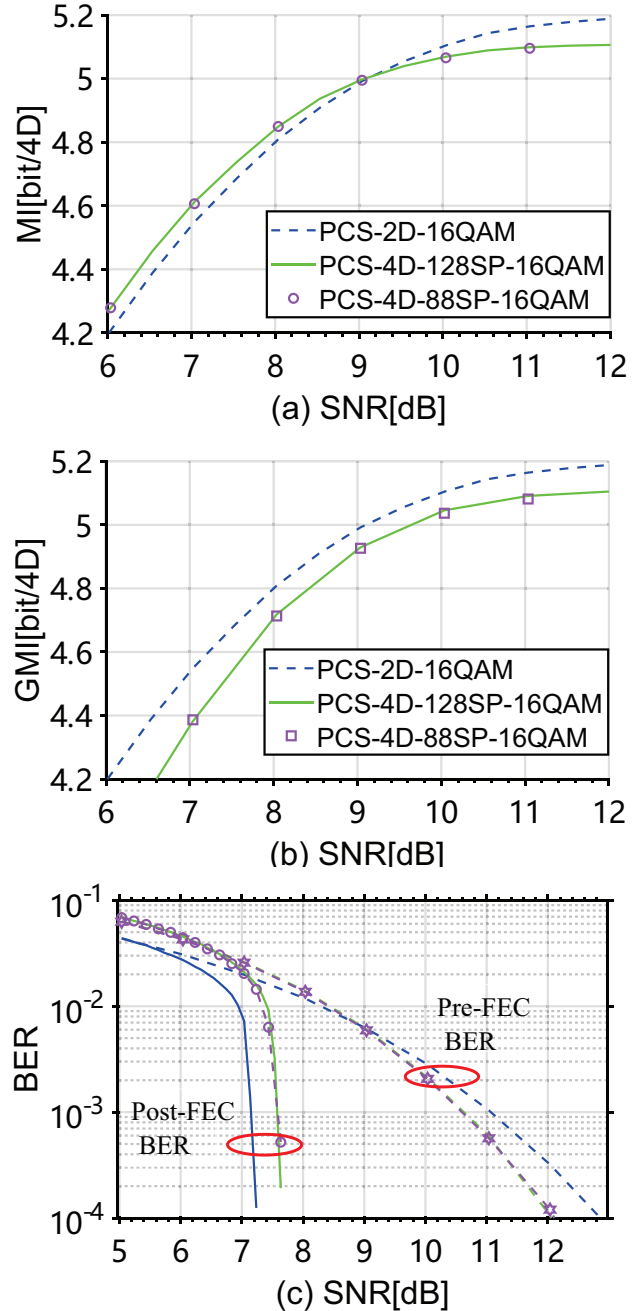 5.2
5
4.8
4.6
4.4
4.2
MI[bit/4D]
PCS-2D-16QAM
PCS-4D-128SP-16QAM
PCS-4D-88SP-16QAM
6 7 8 9 10 11 12
(a) SNR[dB]
5.2
5
4.8
4.6
4.4
4.2
GMI[bit/4D]
PCS-2D-16QAM
PCS-4D-128SP-16QAM
PCS-4D-88SP-16QAM
6 7 8 9 10 11 12
(b) SNR[dB]
10-1
10-2
10-3
10-4
BER
Pre-FEC
BER
Post-FEC
BER
5 6 7 8 9 10 11 12
(c) SNR[dB]